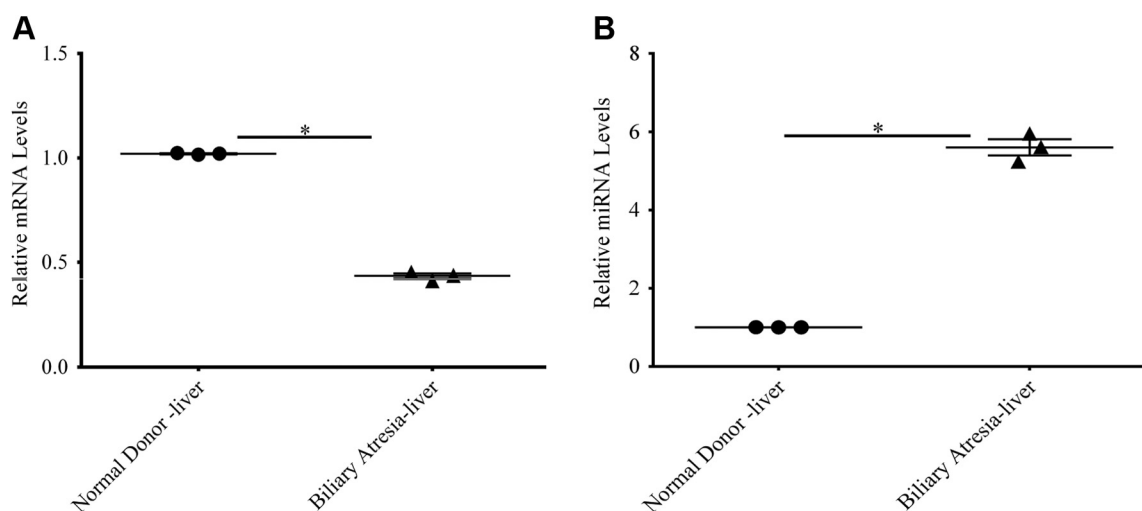 A
Relative mRNA Levels
1.5
1.0
0.5
0.0
*
Normal Donor -liver
Biliary Atresia-liver
B
Relative miRNA Levels
8
6
4
2
0
*
Normal Donor -liver
Biliary Atresia-liver